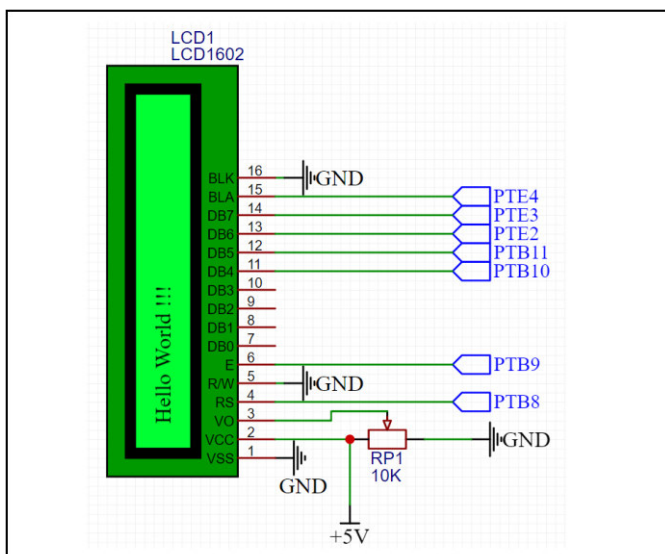 LCD1
LCD1602
BLK 16 GND
BLA 15 PTE4
DB7 14 PTE3
DB6 13 PTE2
DB5 12 PTB11
DB4 11 PTB10
DB3 10
DB2 9
DB1 8
DB0 7
E 6 PTB9
R/W 5 GND
RS 4 PTB8
VO 3
VCC 2 GND
VSS 1
RP1
GND
10K
+5V
Hello World !!!